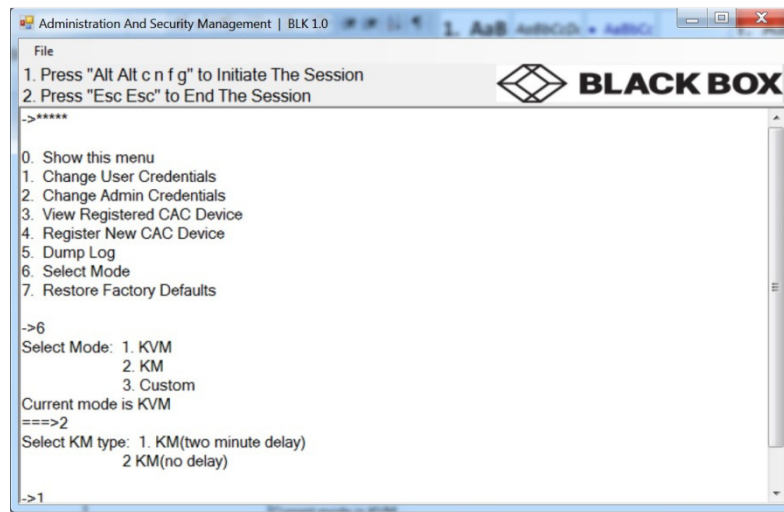 Administration And Security Management | BLK 1.0
1. AaB AaBbCcDc AaBbCc
File
1. Press "Alt Alt c n f g" to Initiate The Session
2. Press "Esc Esc" to End The Session
BLACK BOX
->*****
0. Show this menu
1. Change User Credentials
2. Change Admin Credentials
3. View Registered CAC Device
4. Register New CAC Device
5. Dump Log
6. Select Mode
7. Restore Factory Defaults
->6
Select Mode: 1. KVM
2. KM
3. Custom
Current mode is KVM
===>2
Select KM type: 1. KM(two minute delay)
2 KM(no delay)
->1